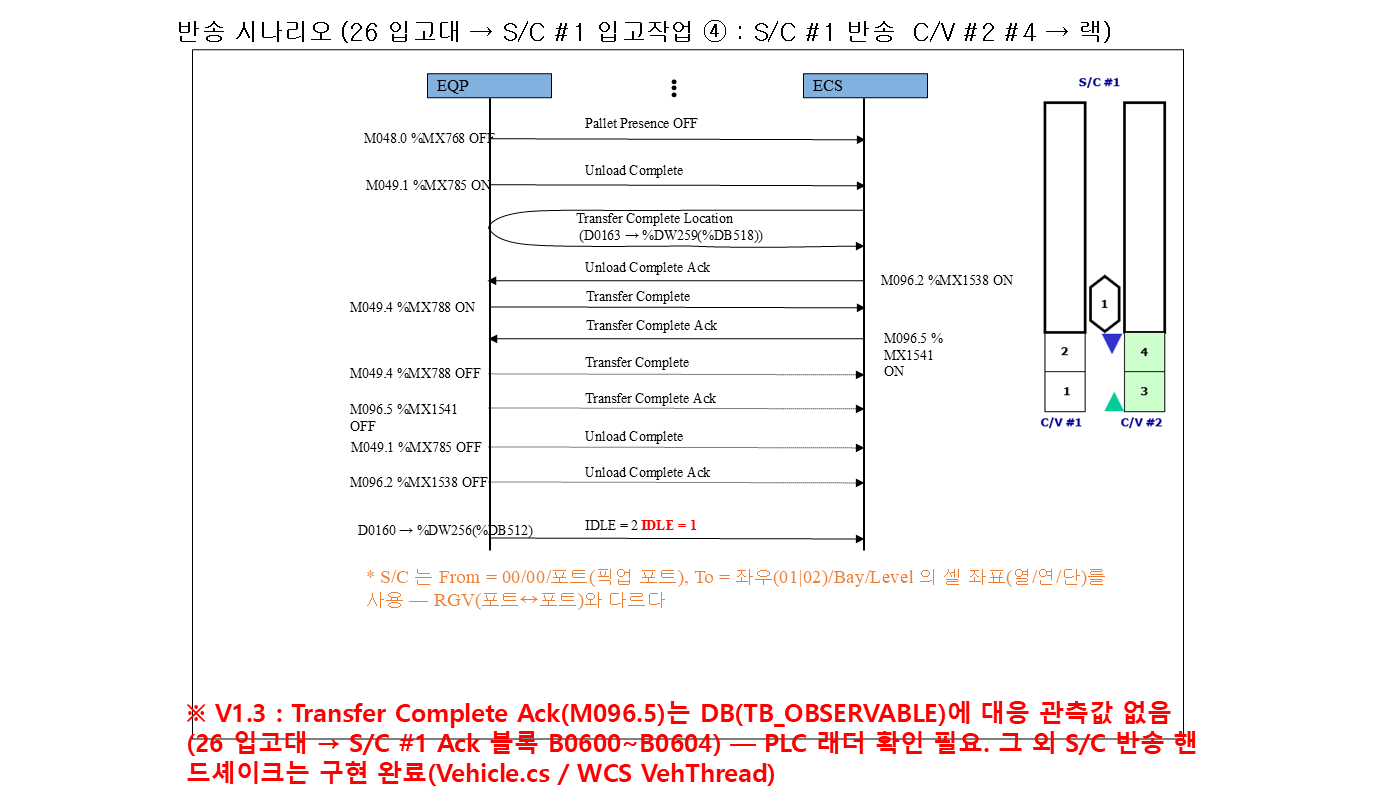 반송 시나리오 (26 입고대 → S/C #1 입고작업 ④ : S/C #1 반송  C/V #2 #4 → 랙)
EQP
ECS
S/C #1
Pallet Presence OFF
M048.0 %MX768 OFF
Unload Complete
M049.1 %MX785 ON
Transfer Complete Location
(D0163 → %DW259(%DB518))
Unload Complete Ack
M096.2 %MX1538 ON
Transfer Complete
M049.4 %MX788 ON
Transfer Complete Ack
M096.5 %
MX1541
ON
Transfer Complete
M049.4 %MX788 OFF
Transfer Complete Ack
M096.5 %MX1541
OFF
Unload Complete
M049.1 %MX785 OFF
Unload Complete Ack
M096.2 %MX1538 OFF
IDLE = 2 IDLE = 1
D0160 → %DW256(%DB512)
1
2
4
1
3
C/V #1
C/V #2
* S/C 는 From = 00/00/포트(픽업 포트), To = 좌우(01|02)/Bay/Level 의 셀 좌표(열/연/단)를
사용 — RGV(포트↔포트)와 다르다
※ V1.3 : Transfer Complete Ack(M096.5)는 DB(TB_OBSERVABLE)에 대응 관측값 없음
(26 입고대 → S/C #1 Ack 블록 B0600~B0604) — PLC 래더 확인 필요. 그 외 S/C 반송 핸
드셰이크는 구현 완료(Vehicle.cs / WCS VehThread)